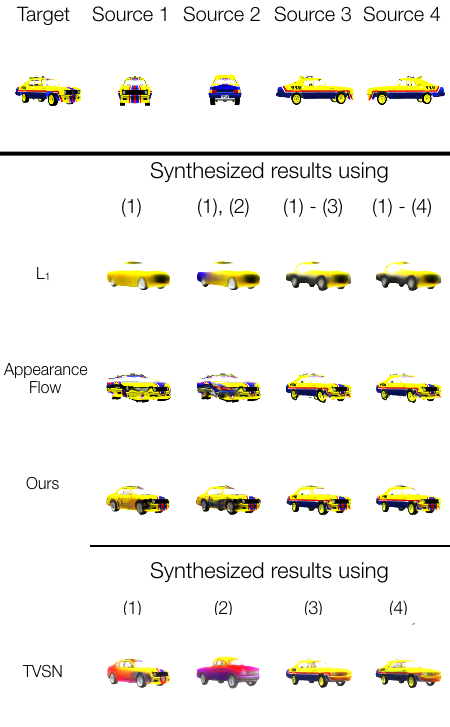 Target Source 1 Source 2 Source 3 Source 4
Synthesized results using
(1) (1), (2) (1) - (3) (1) - (4)
L₁
Appearance
Flow
Ours
Synthesized results using
(1) (2) (3) (4)
TVSN